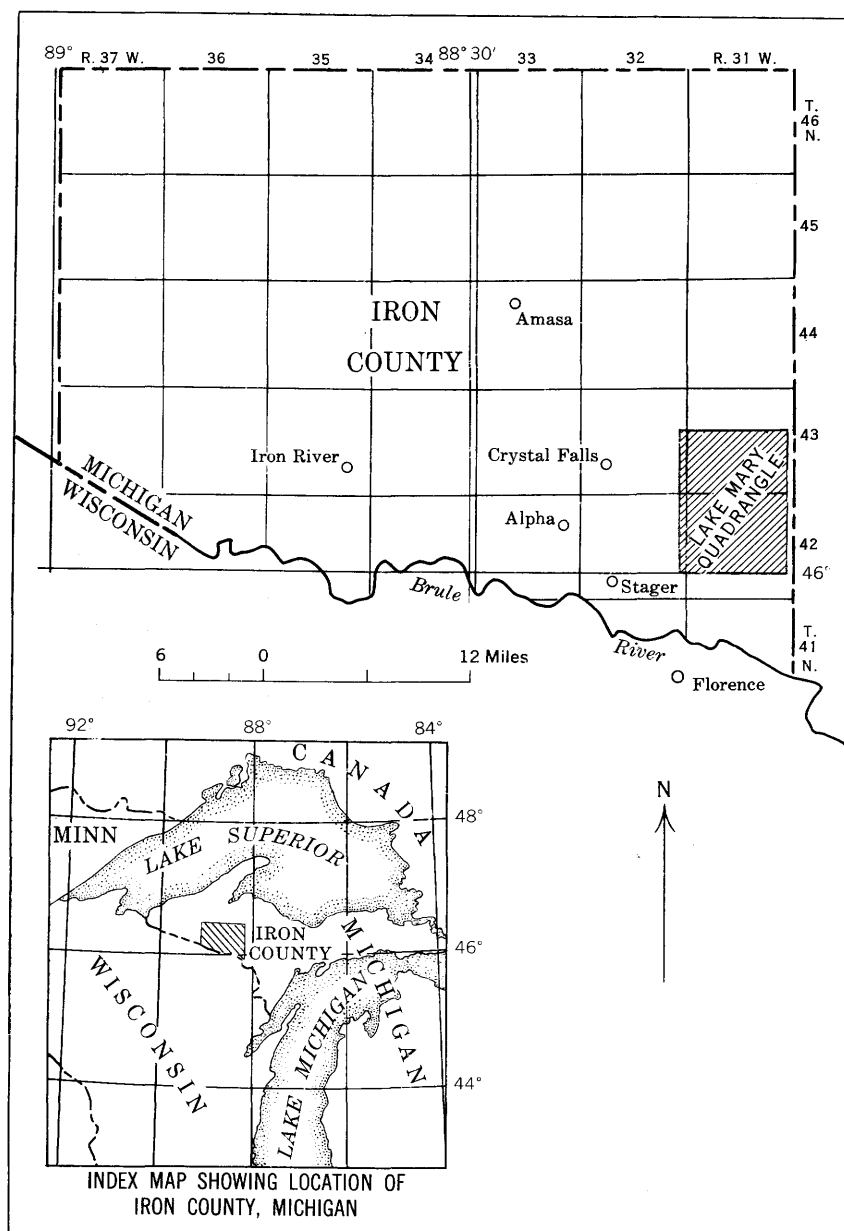 89° R. 37 W. 36 35 34 88°30′ 33 32 R. 31 W.
T.
46
N.
45
IRON
COUNTY
Amasa
44
43
Iron River
Crystal Falls
MICHIGAN
WISCONSIN
LAKE MARY
QUADRANGLE
Alpha
42
46°
Stager
Brule
River
T.
41
N.
Florence
6 0 12 Miles
92° 88° 84°
CANADA
48°
MINN
LAKE SUPERIOR
IRON
COUNTY
MICHIGAN
46°
WISCONSIN
LAKE MICHIGAN
44°
N
INDEX MAP SHOWING LOCATION OF
IRON COUNTY, MICHIGAN